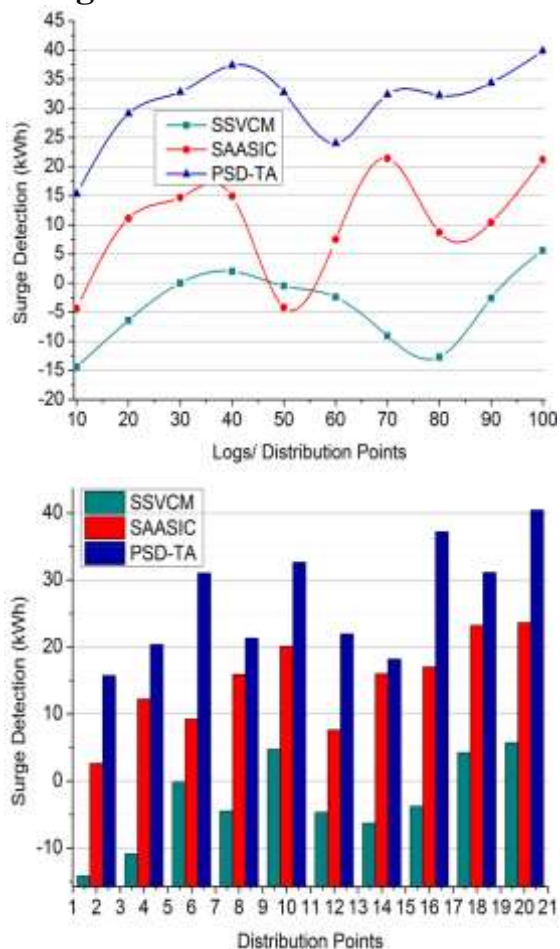 45
40
35
30
25
20
15
10
5
0
-5
-10
-15
-20
Surge Detection (kWh)
SSVCM
SAASIC
PSD-TA
10 20 30 40 50 60 70 80 90 100
Logs/ Distribution Points
SSVCM
SAASIC
PSD-TA
40
30
20
10
0
-10
Surge Detection (kWh)
1 2 3 4 5 6 7 8 9 10 11 12 13 14 15 16 17 18 19 20 21
Distribution Points